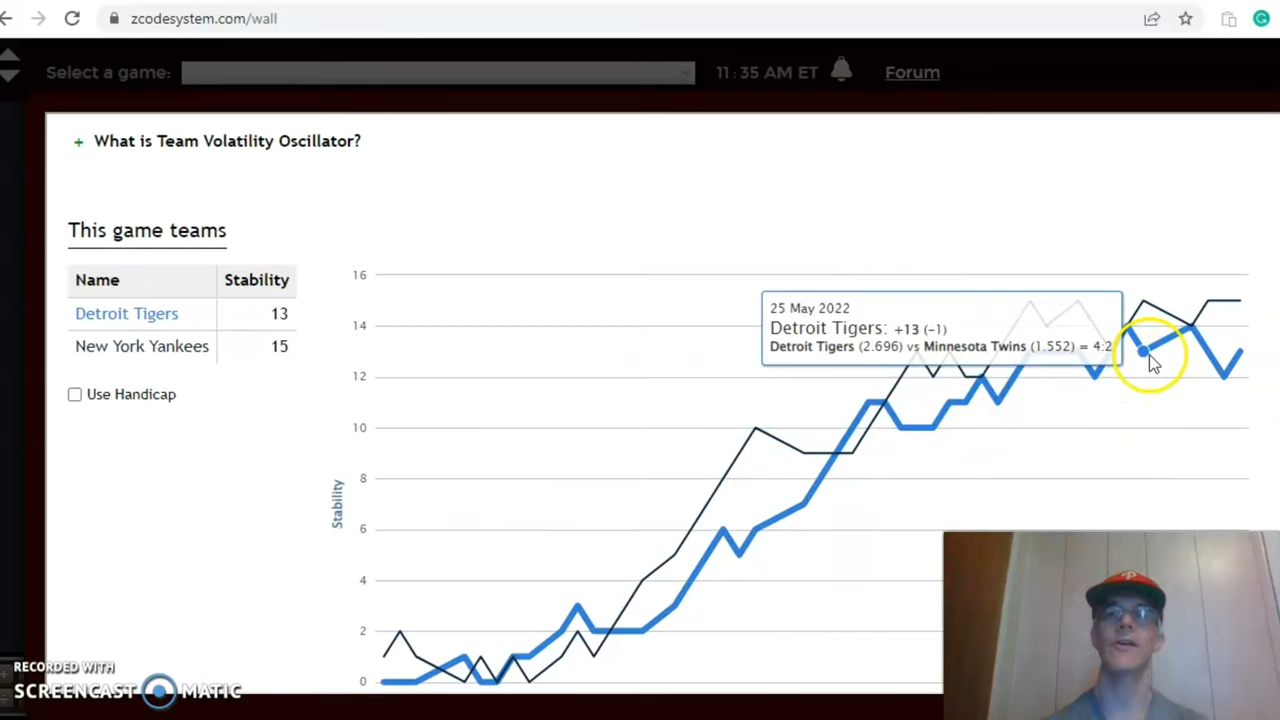 zcodesystem.com/wall
Select a game:
11:35 AM ET
Forum
+ What is Team Volatility Oscillator?
This game teams
Name Stability
Detroit Tigers 13
New York Yankees 15
Use Handicap
16
14
12
10
8
6
4
2
0
Stability
25 May 2022
Detroit Tigers: +13 (-1)
Detroit Tigers (2.696) vs Minnesota Twins (1.552) = 4:2
P
RECORDED WITH
SCREENCAST MATIC